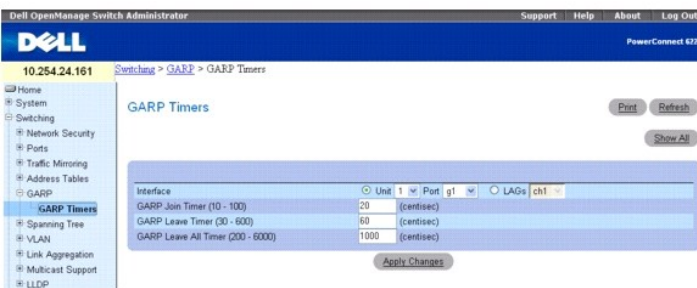 Dell OpenManage Switch Administrator
Support Help About Log Out
DELL
PowerConnect 622
10.254.24.161
Switching > GARP > GARP Timers
Home
System
Switching
Network Security
Ports
Traffic Mirroring
Address Tables
GARP
GARP Timers
Spanning Tree
VLAN
Link Aggregation
Multicast Support
LLDP
GARP Timers
Print Refresh
Show All
Interface Unit 1 Port g1 LAGs ch1
GARP Join Timer (10 - 100) 20 (centisec)
GARP Leave Timer (30 - 600) 60 (centisec)
GARP Leave All Timer (200 - 6000) 1000 (centisec)
Apply Changes